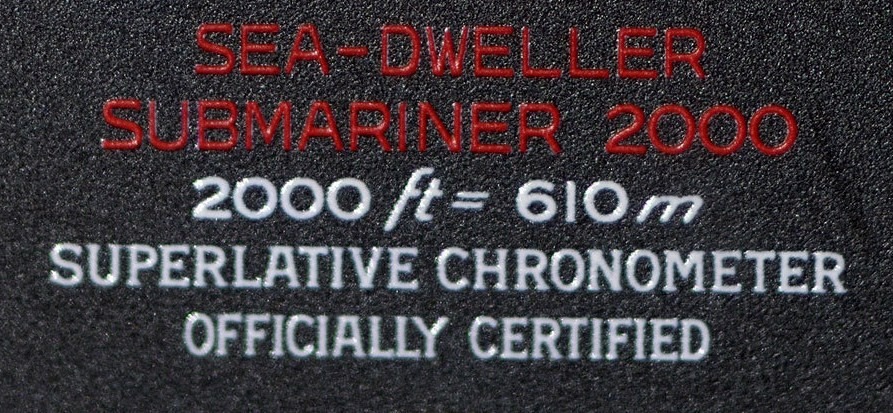 SEA-DWELLER
SUBMARINER 2000
2000 ft = 610 m
SUPERLATIVE CHRONOMETER
OFFICIALLY CERTIFIED